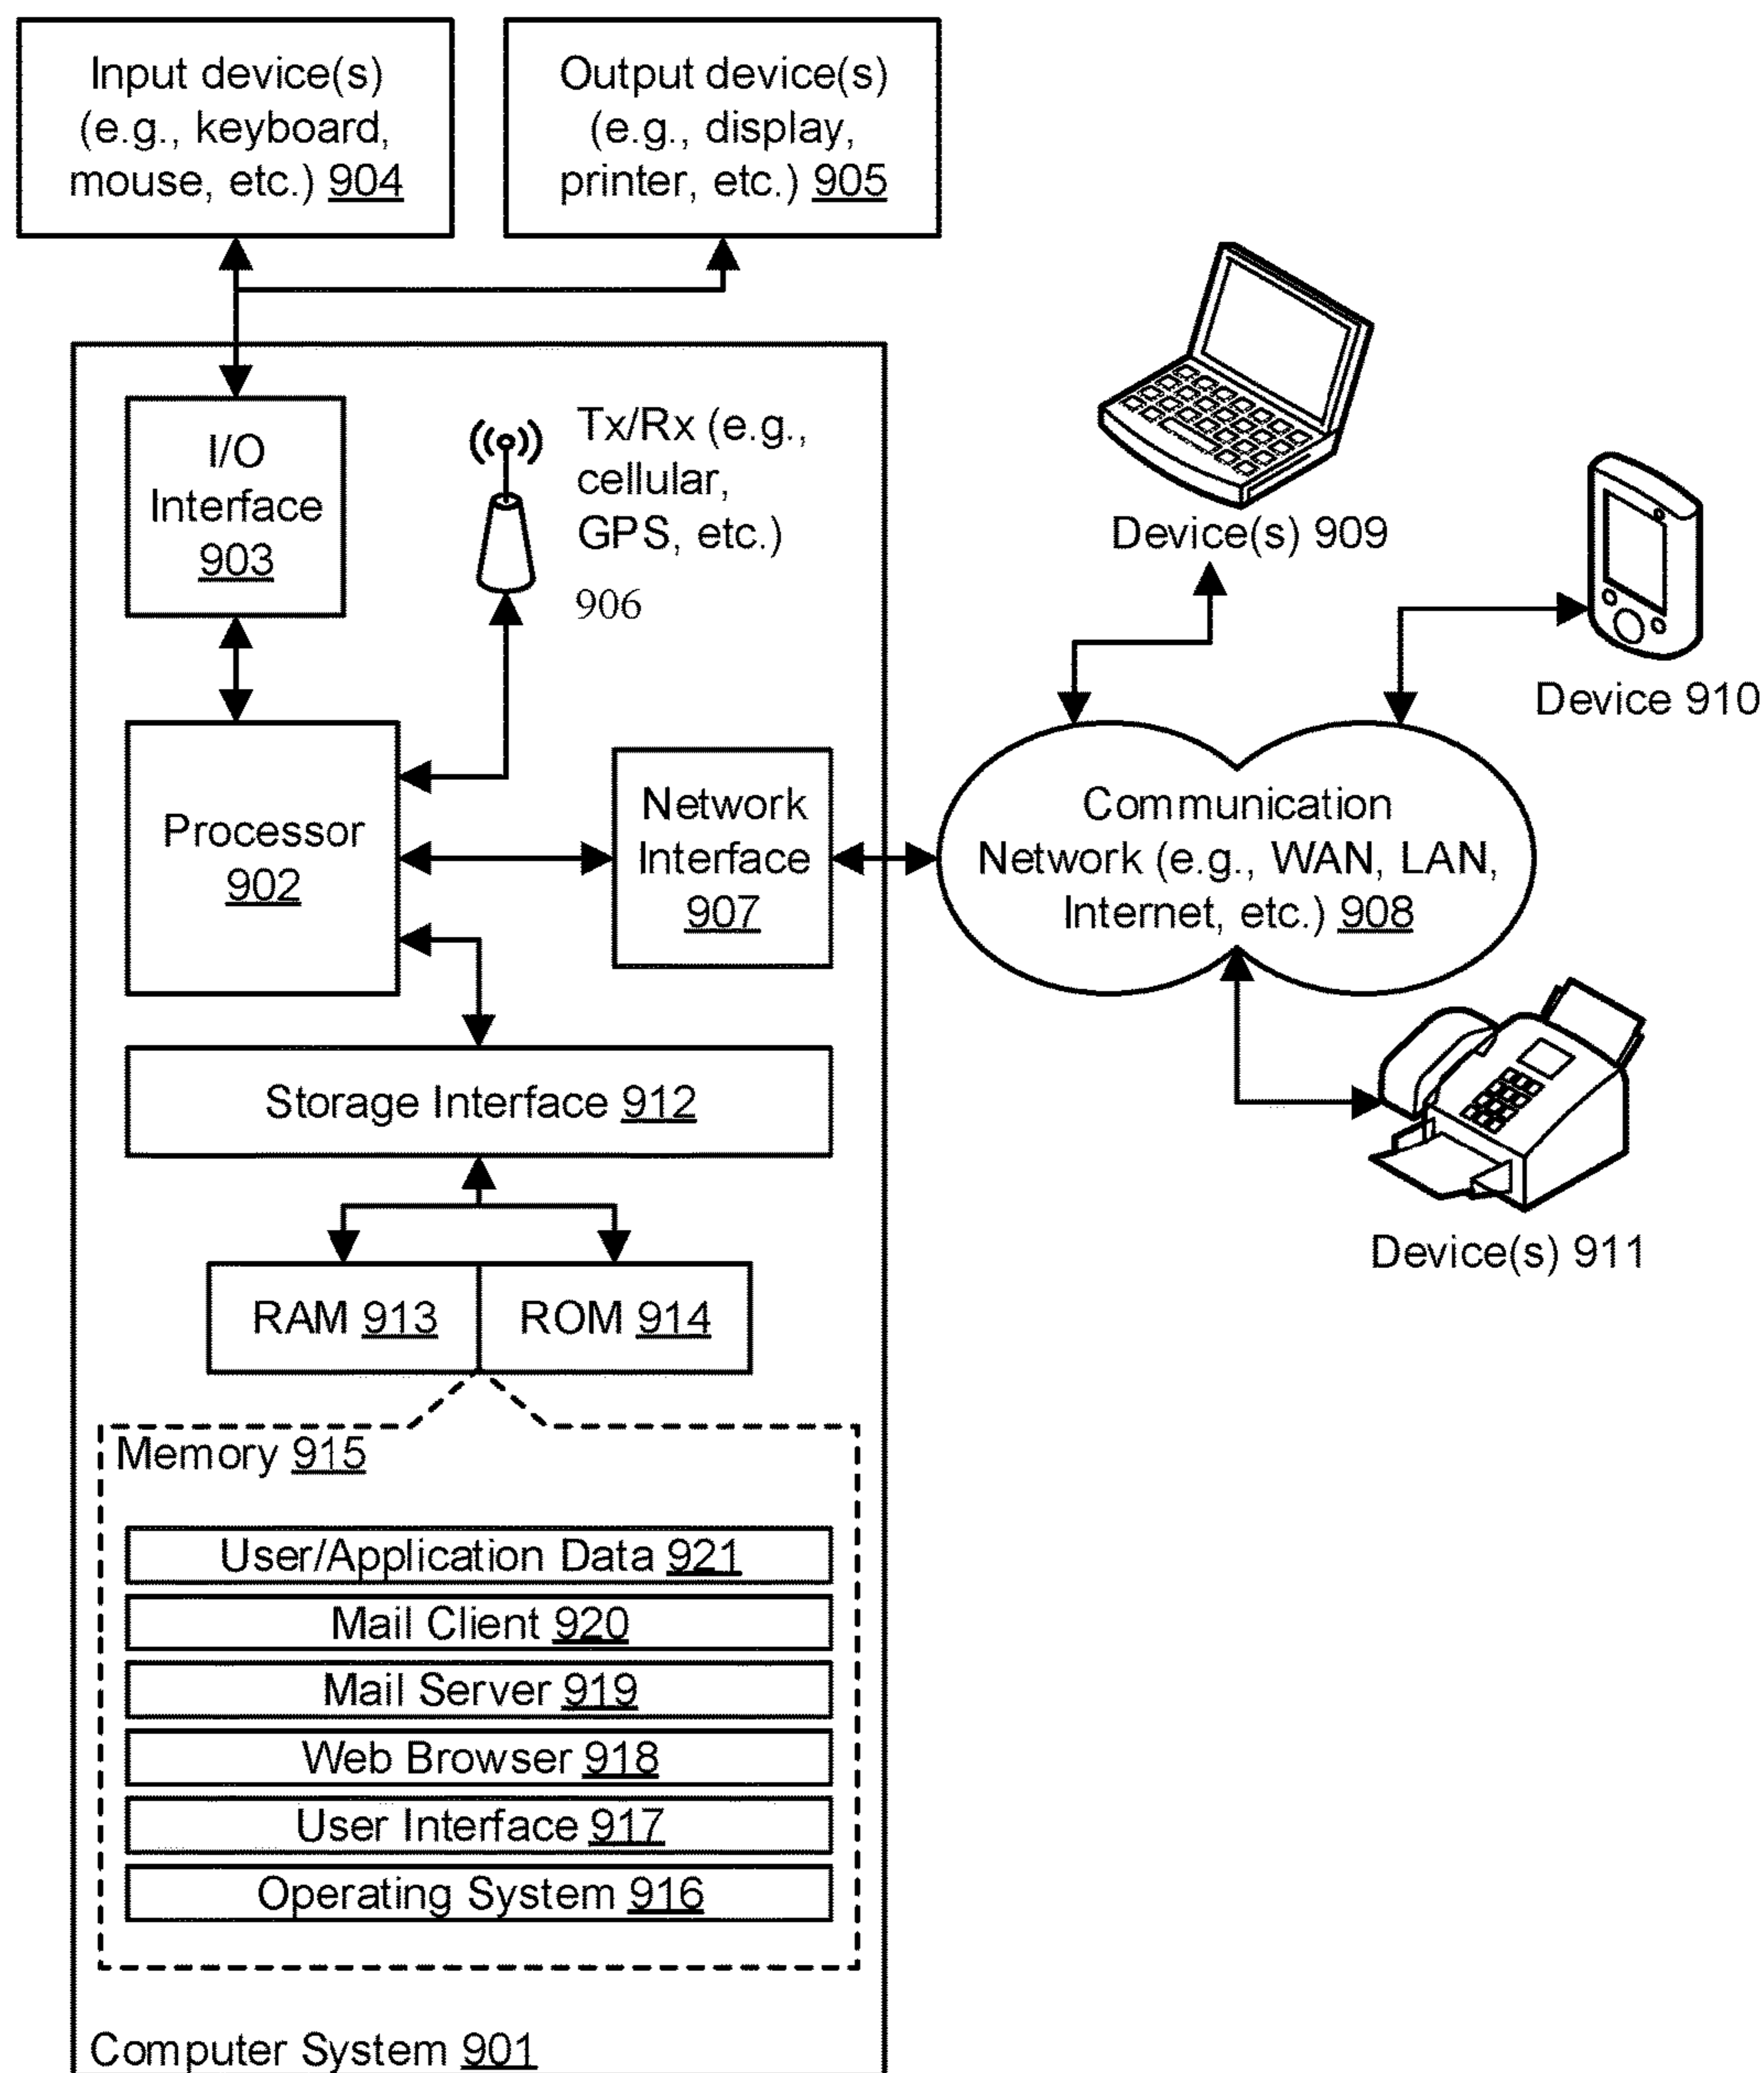 Input device(s)
(e.g., keyboard,
mouse, etc.) 904
Output device(s)
(e.g., display,
printer, etc.) 905
I/O
Interface
903
Tx/Rx (e.g.,
cellular,
GPS, etc.)
906
Device(s) 909
Device 910
Processor
902
Network
Interface
907
Communication
Network (e.g., WAN, LAN,
Internet, etc.) 908
Storage Interface 912
Device(s) 911
RAM 913
ROM 914
Memory 915
User/Application Data 921
Mail Client 920
Mail Server 919
Web Browser 918
User Interface 917
Operating System 916
Computer System 901